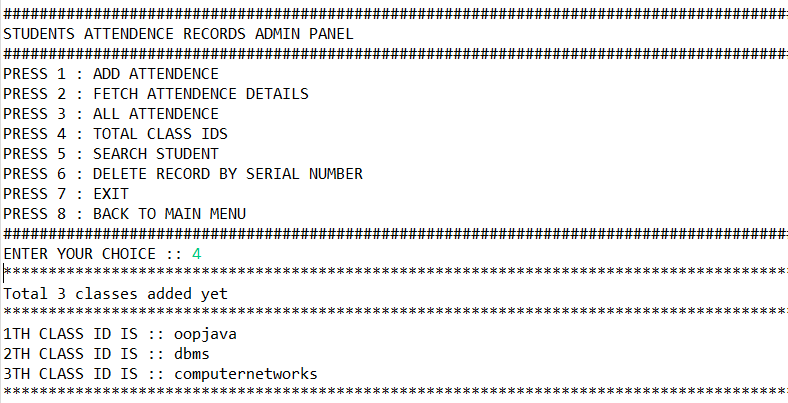 ########################################################################################
STUDENTS ATTENDENCE RECORDS ADMIN PANEL
########################################################################################
PRESS 1 : ADD ATTENDENCE
PRESS 2 : FETCH ATTENDENCE DETAILS
PRESS 3 : ALL ATTENDENCE
PRESS 4 : TOTAL CLASS IDS
PRESS 5 : SEARCH STUDENT
PRESS 6 : DELETE RECORD BY SERIAL NUMBER
PRESS 7 : EXIT
PRESS 8 : BACK TO MAIN MENU
########################################################################################
ENTER YOUR CHOICE :: 4
****************************************************************************************
Total 3 classes added yet
****************************************************************************************
1TH CLASS ID IS :: oopjava
2TH CLASS ID IS :: dbms
3TH CLASS ID IS :: computernetworks
****************************************************************************************